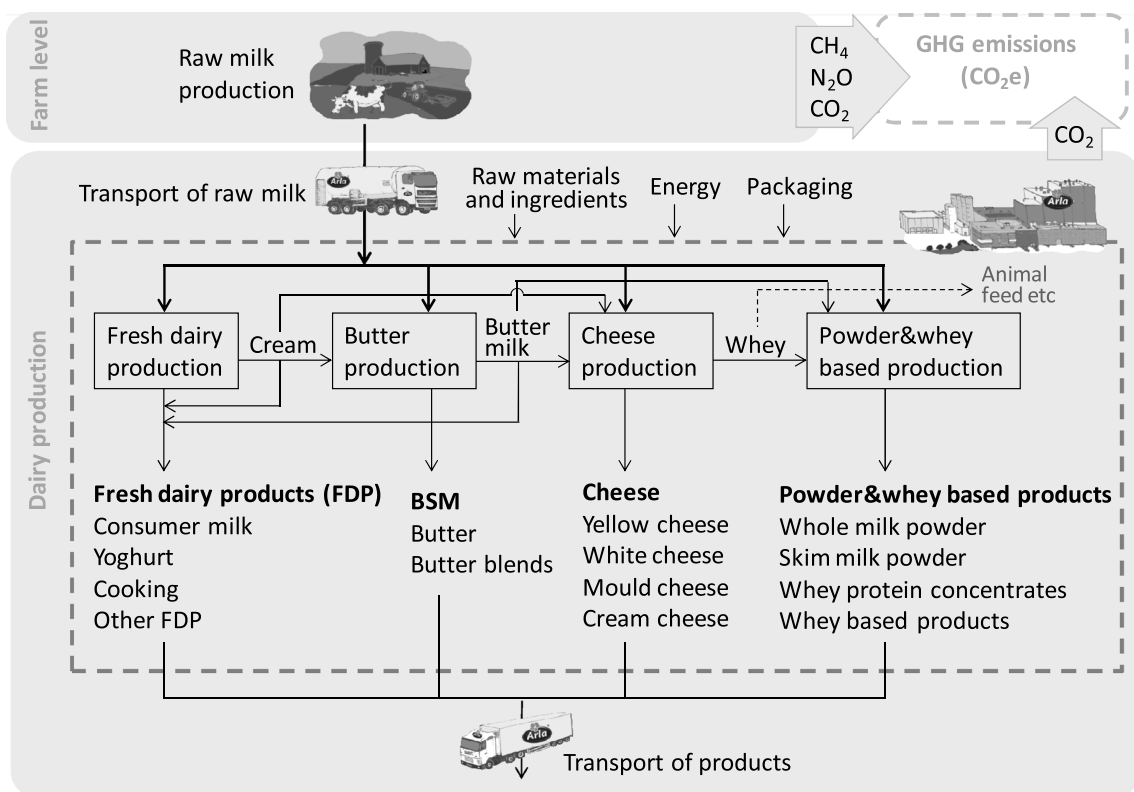 Farm level
Raw milk
production
CH₄
N₂O
CO₂
GHG emissions
(CO₂e)
CO₂
Dairy production
Transport of raw milk
Arla
Raw materials
and ingredients
Energy
Packaging
Arla
Animal
feed etc
Fresh dairy
production
Cream
Butter
production
Butter
milk
Cheese
production
Whey
Powder&whey
based production
Fresh dairy products (FDP)
Consumer milk
Yoghurt
Cooking
Other FDP
BSM
Butter
Butter blends
Cheese
Yellow cheese
White cheese
Mould cheese
Cream cheese
Powder&whey based products
Whole milk powder
Skim milk powder
Whey protein concentrates
Whey based products
Arla
Transport of products